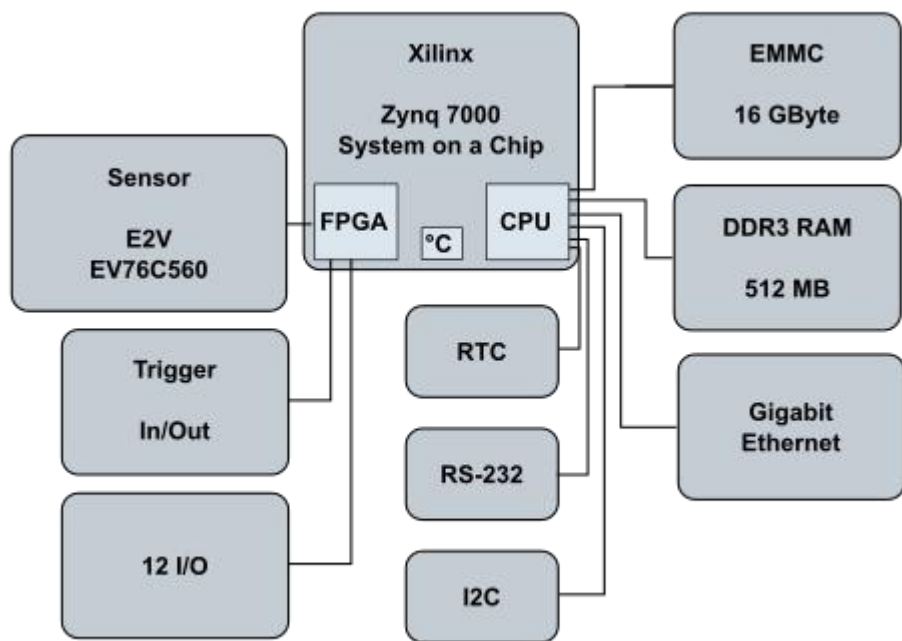 Xilinx
Zynq 7000
System on a Chip
FPGA
°C
CPU
EMMC
16 GByte
Sensor
E2V
EV76C560
DDR3 RAM
512 MB
Trigger
In/Out
RTC
Gigabit
Ethernet
RS-232
12 I/O
I2C